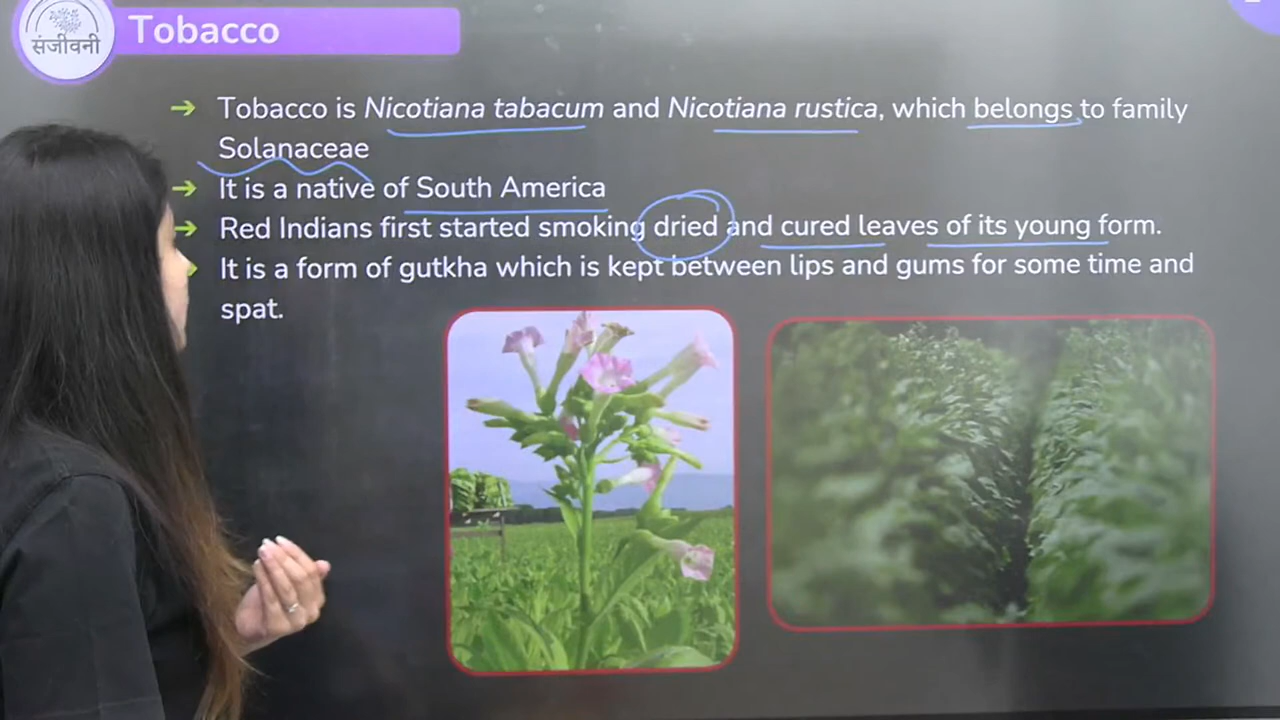 संजीवनी
Tobacco
Tobacco is Nicotiana tabacum and Nicotiana rustica, which belongs to family
Solanaceae
It is a native of South America
Red Indians first started smoking dried and cured leaves of its young form.
It is a form of gutkha which is kept between lips and gums for some time and
spat.